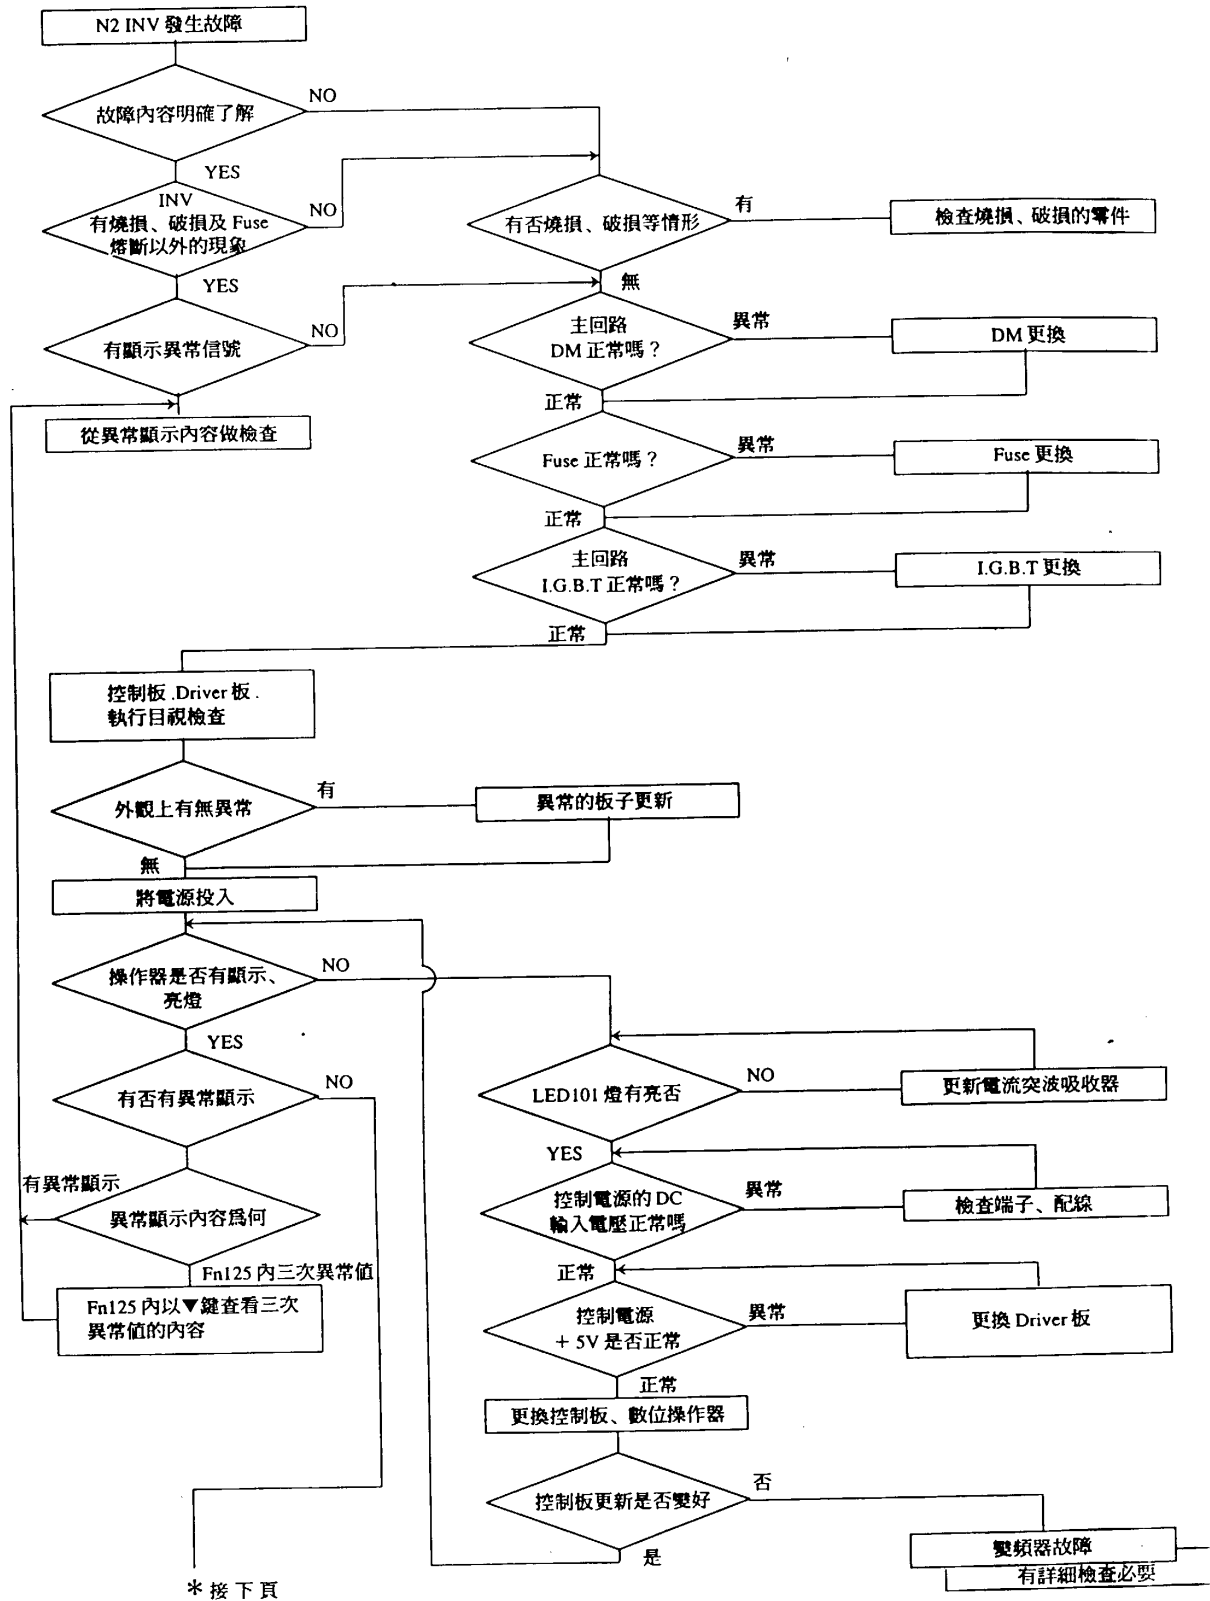 N2 INV 發生故障
故障內容明確了解
NO
YES
INV
有燒損、破損及 Fuse
熔斷以外的現象
NO
YES
有顯示異常信號
NO
從異常顯示內容做檢查
有否燒損、破損等情形
有
檢查燒損、破損的零件
無
主回路
DM 正常嗎？
異常
DM 更換
正常
Fuse 正常嗎？
異常
Fuse 更換
正常
主回路
I.G.B.T 正常嗎？
異常
I.G.B.T 更換
正常
控制板.Driver 板.
執行目視檢查
外觀上有無異常
有
異常的板子更新
無
將電源投入
操作器是否有顯示、
亮燈
NO
YES
有否有異常顯示
NO
有異常顯示
異常顯示內容為何
Fn125 內三次異常值
Fn125 內以▼鍵查看三次
異常值的內容
＊接下頁
LED101 燈有亮否
NO
更新電流突波吸收器
YES
控制電源的 DC
輸入電壓正常嗎
異常
檢查端子、配線
正常
控制電源
＋ 5V 是否正常
異常
更換 Driver 板
正常
更換控制板、數位操作器
控制板更新是否變好
否
是
變頻器故障
有詳細檢查必要